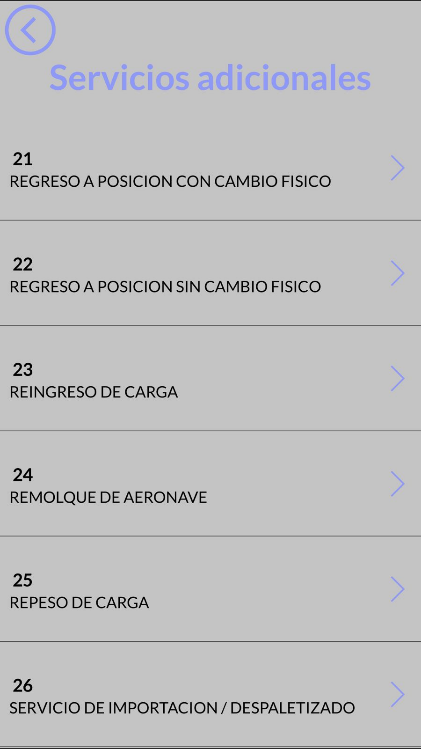 Servicios adicionales
21
REGRESO A POSICION CON CAMBIO FISICO
22
REGRESO A POSICION SIN CAMBIO FISICO
23
REINGRESO DE CARGA
24
REMOLQUE DE AERONAVE
25
REPESO DE CARGA
26
SERVICIO DE IMPORTACION / DESPALETIZADO